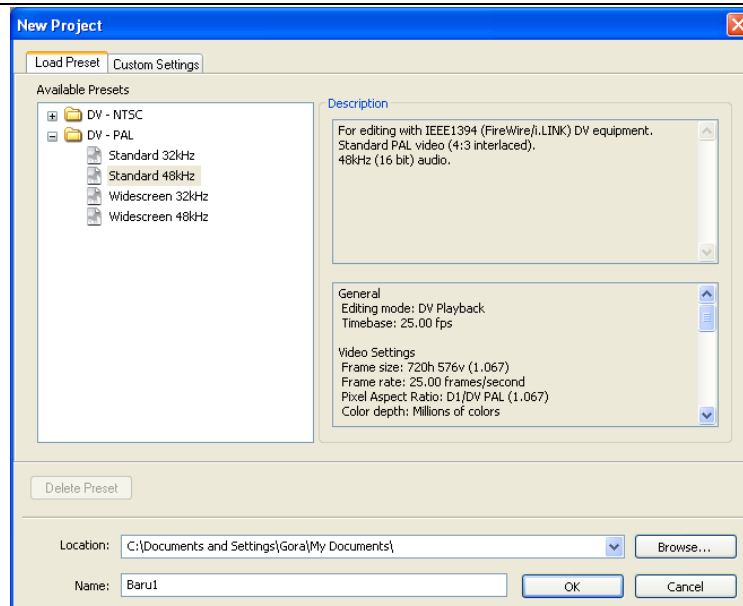 New Project
Load Preset
Custom Settings
Available Presets
DV - NTSC
DV - PAL
Standard 32kHz
Standard 48kHz
Widescreen 32kHz
Widescreen 48kHz
Description
For editing with IEEE1394 (FireWire/i.LINK) DV equipment.
Standard PAL video (4:3 interlaced).
48kHz (16 bit) audio.
General
Editing mode: DV Playback
Timebase: 25.00 fps
Video Settings
Frame size: 720h 576v (1.067)
Frame rate: 25.00 frames/second
Pixel Aspect Ratio: D1/DV PAL (1.067)
Color depth: Millions of colors
Delete Preset
Location:
C:\Documents and Settings\Gora\My Documents\
Browse...
Name:
Baru1
OK
Cancel